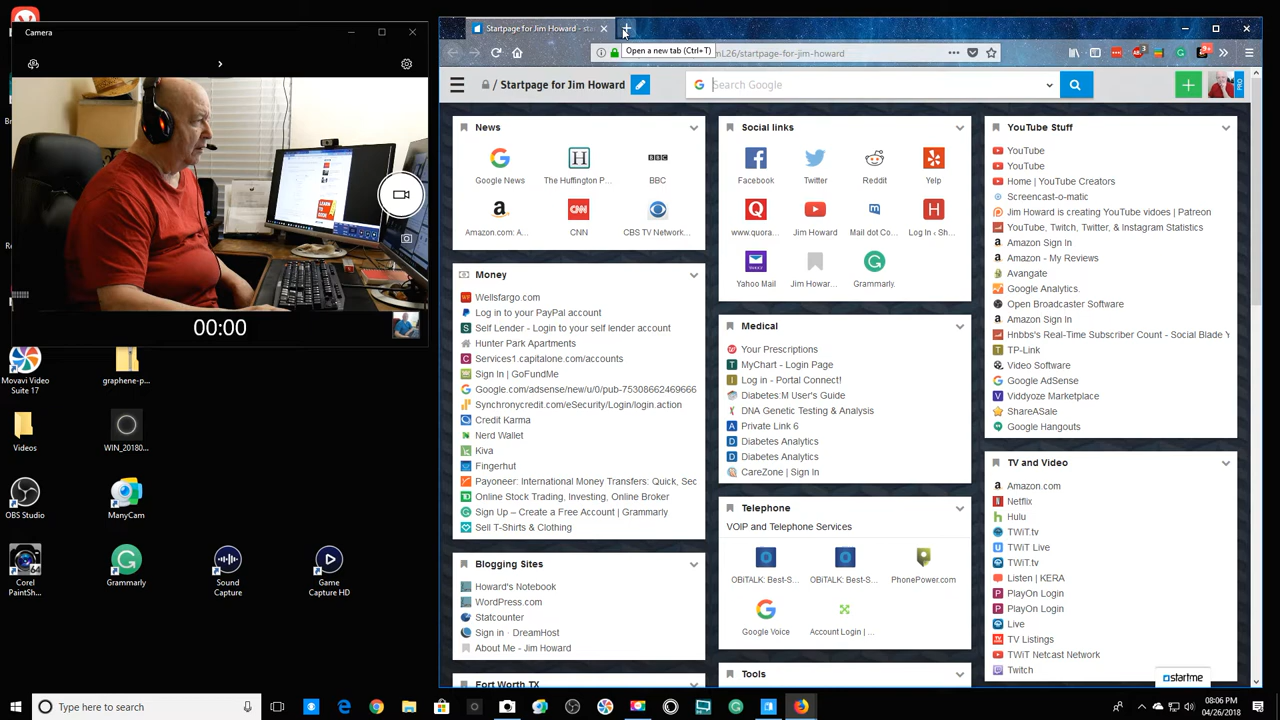 Camera
00:00
Movavi Video
Suite 17
graphene-p...
Videos
WIN_20180...
OBS Studio
ManyCam
Corel
PaintSh...
Grammarly
Sound
Capture
Game
Capture HD
Startpage for Jim Howard - sta
Open a new tab (Ctrl+T)
mL26/startpage-for-jim-howard
3
9+
/ Startpage for Jim Howard
Search Google
PRO
News
Google News
The Huffington P...
BBC
Amazon.com: A...
CNN
CBS TV Network...
Money
Wellsfargo.com
Log in to your PayPal account
Self Lender - Login to your self lender account
Hunter Park Apartments
Services1.capitalone.com/accounts
Sign In | GoFundMe
Google.com/adsense/new/u/0/pub-75308662469666
Synchronycredit.com/eSecurity/Login/login.action
Credit Karma
Nerd Wallet
Kiva
Fingerhut
Payoneer: International Money Transfers: Quick, Sec
Online Stock Trading, Investing, Online Broker
Sign Up – Create a Free Account | Grammarly
Sell T-Shirts & Clothing
Blogging Sites
Howard's Notebook
WordPress.com
Statcounter
Sign in · DreamHost
About Me - Jim Howard
Fort Worth TX
Social links
Facebook
Twitter
Reddit
Yelp
www.quora...
Jim Howard
Mail dot Co...
Log In ‹ Sh...
Yahoo Mail
Jim Howar...
Grammarly.
Medical
Your Prescriptions
MyChart - Login Page
Log in - Portal Connect!
Diabetes:M User's Guide
DNA Genetic Testing & Analysis
Private Link 6
Diabetes Analytics
Diabetes Analytics
CareZone | Sign In
Telephone
VOIP and Telephone Services
OBiTALK: Best-S...
OBiTALK: Best-S...
PhonePower.com
Google Voice
Account Login | ...
Tools
YouTube Stuff
YouTube
YouTube
Home | YouTube Creators
Screencast-o-matic
Jim Howard is creating YouTube vidoes | Patreon
YouTube, Twitch, Twitter, & Instagram Statistics
Amazon Sign In
Amazon - My Reviews
Avangate
Google Analytics.
Open Broadcaster Software
Amazon Sign In
Hnbbs's Real-Time Subscriber Count - Social Blade Y
TP-Link
Video Software
Google AdSense
Viddyoze Marketplace
ShareASale
Google Hangouts
TV and Video
Amazon.com
Netflix
Hulu
TWiT.tv
TWiT Live
TWiT.tv
Listen | KERA
PlayOn Login
PlayOn Login
Live
TV Listings
TWiT Netcast Network
Twitch
startme
Type here to search
08:06 PM
04/26/2018